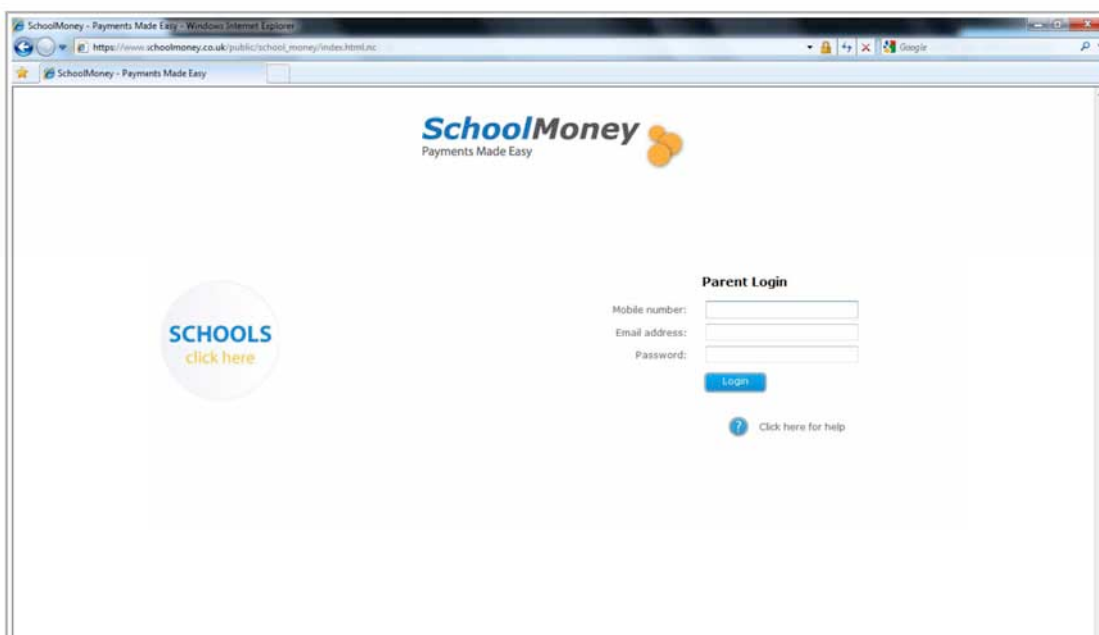 SchoolMoney - Payments Made Easy - Windows Internet Explorer
https://www.schoolmoney.co.uk/public/school_money/index.html.nc
Google
SchoolMoney - Payments Made Easy
SchoolMoney
Payments Made Easy
Parent Login
Mobile number:
Email address:
Password:
Login
? Click here for help
SCHOOLS
click here